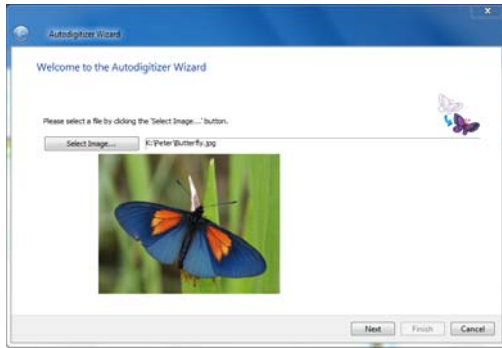 Autodigitizer Wizard
Welcome to the Autodigitizer Wizard
Please select a file by clicking the 'Select Image...' button.
Select Image...
K:\Peter\Butterfly.jpg
Next
Finish
Cancel